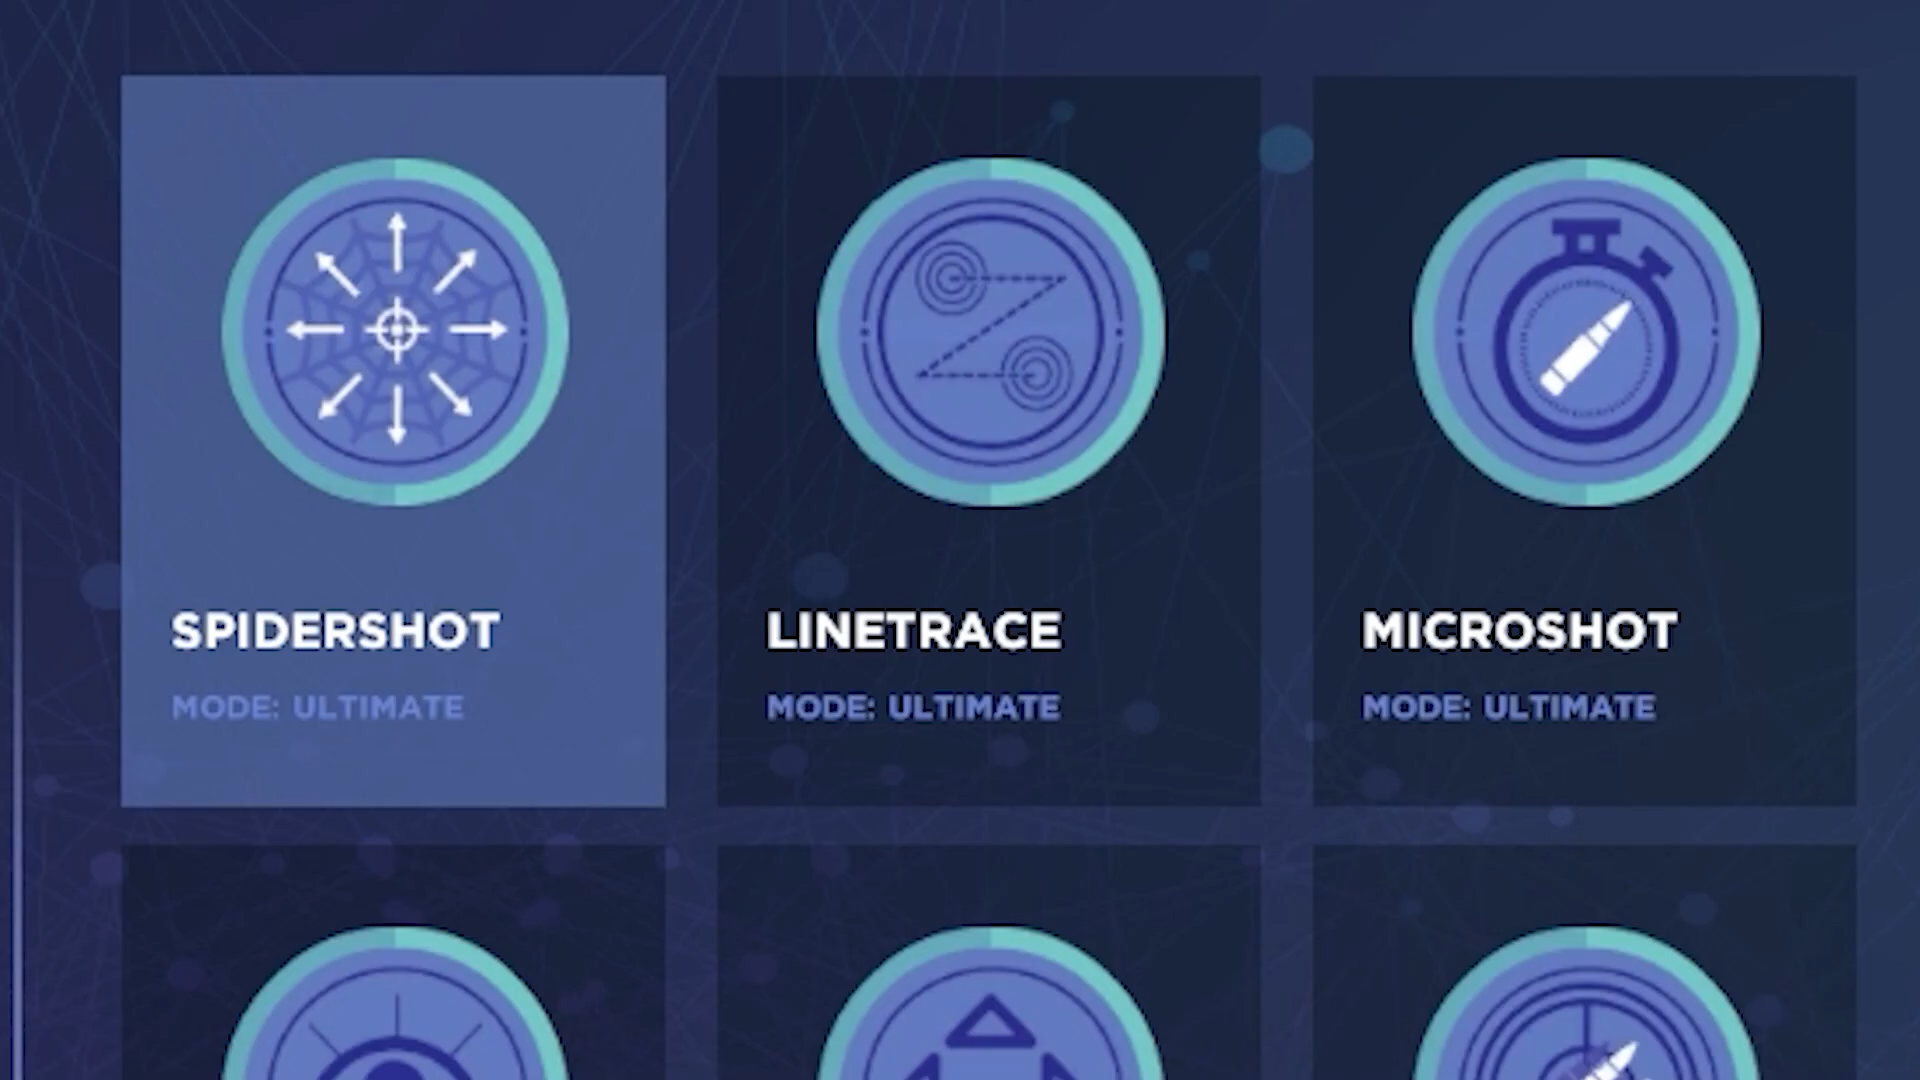 SPIDERSHOT
MODE: ULTIMATE
LINETRACE
MODE: ULTIMATE
MICROSHOT
MODE: ULTIMATE